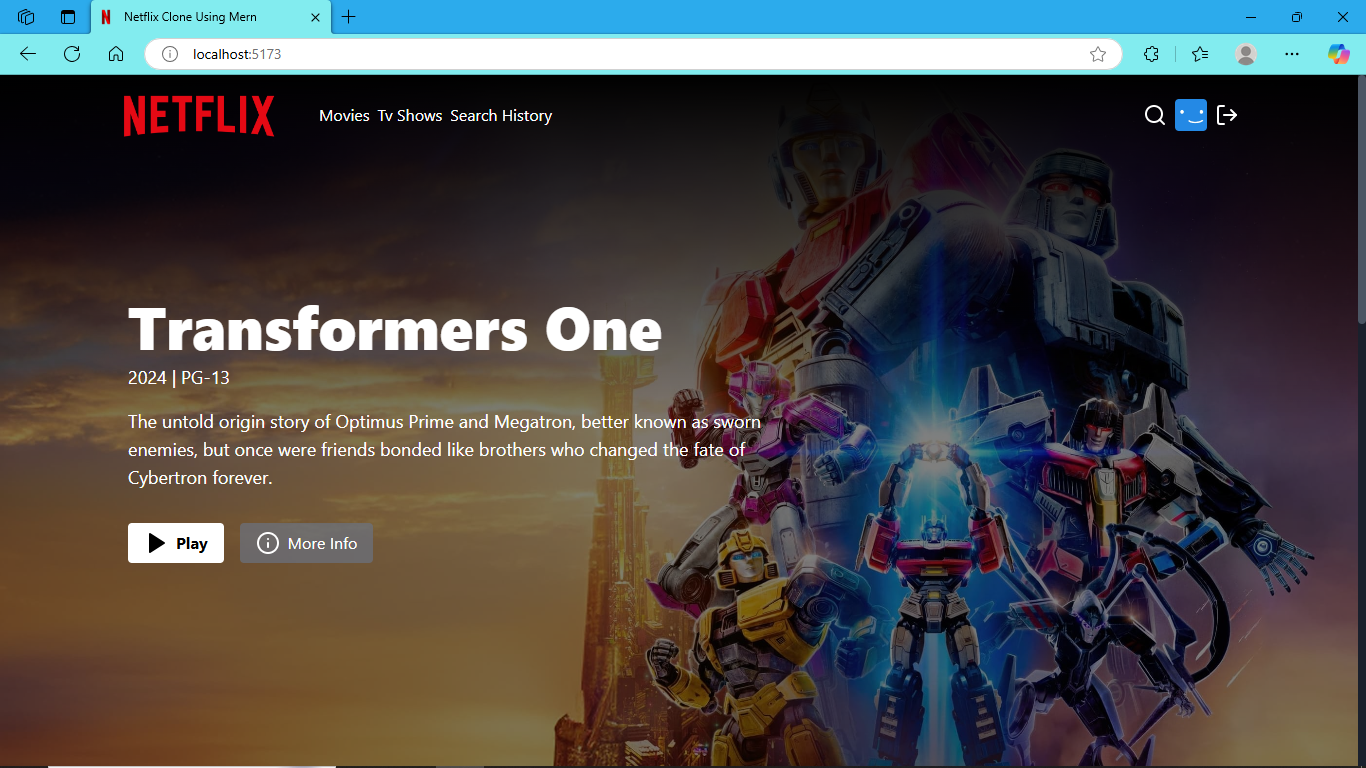 Netflix Clone Using Mern
localhost:5173
NETFLIX
Movies Tv Shows Search History
Transformers One
2024 | PG-13
The untold origin story of Optimus Prime and Megatron, better known as sworn
enemies, but once were friends bonded like brothers who changed the fate of
Cybertron forever.
Play
More Info